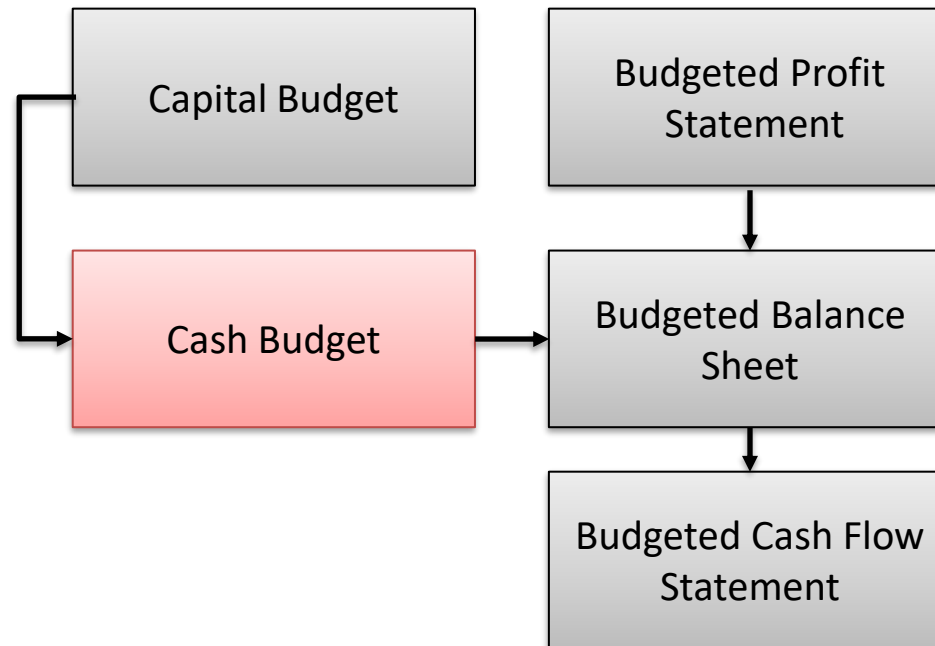 Capital Budget
Budgeted Profit
Statement
Cash Budget
Budgeted Balance
Sheet
Budgeted Cash Flow
Statement